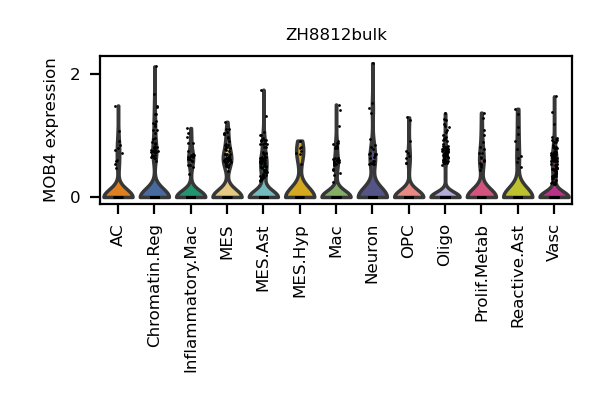 ZH8812bulk
MOB4 expression
2
0
AC
Chromatin.Reg
Inflammatory.Mac
MES
MES.Ast
MES.Hyp
Mac
Neuron
OPC
Oligo
Prolif.Metab
Reactive.Ast
Vasc